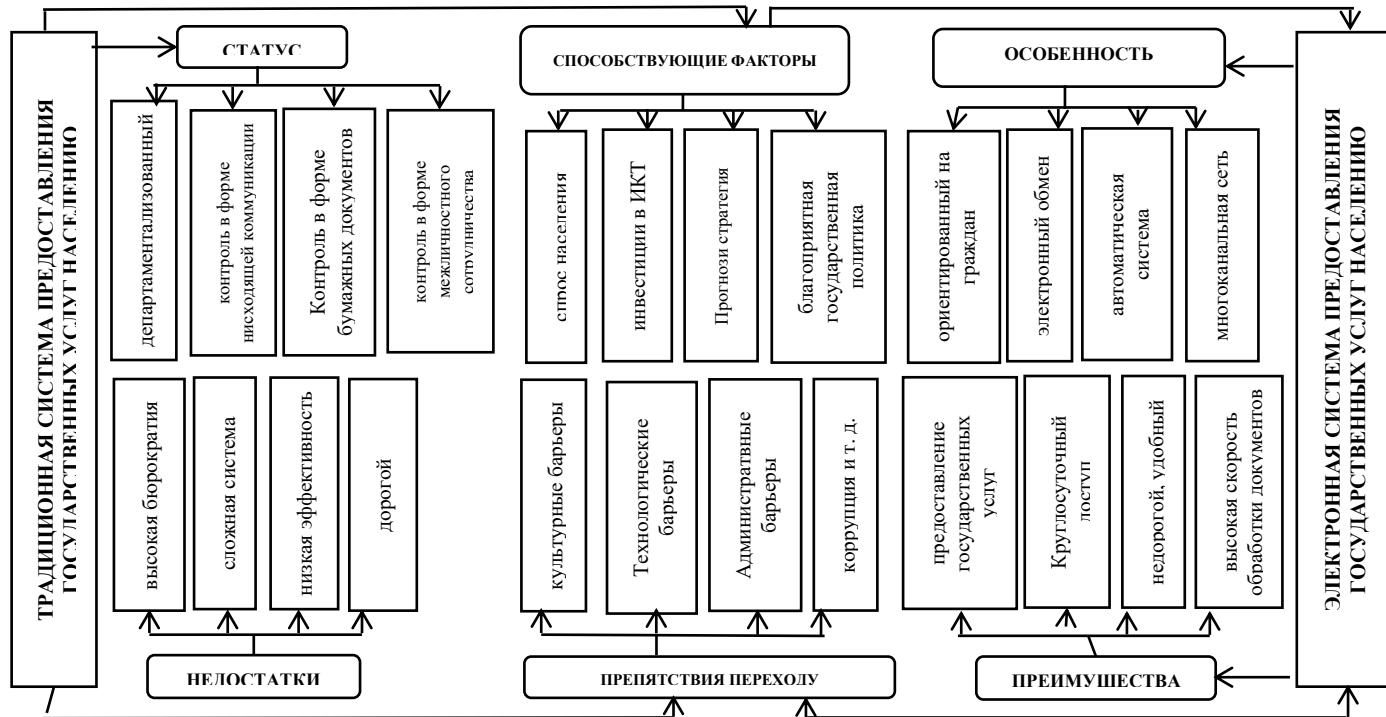 ТРАДИЦИОННАЯ СИСТЕМА ПРЕДОСТАВЛЕНИЯ
ГОСУДАРСТВЕННЫХ УСЛУГ НАСЕЛЕНИЮ
СТАТУС
департаментализованный
контроль в форме
нисходящей коммуникации
Контроль в форме
бумажных документов
контроль в форме
межличностного
сотрудничества
высокая бюрократия
сложная система
низкая эффективность
дорогой
НЕДОСТАТКИ
СПОСОБСТВУЮЩИЕ ФАКТОРЫ
спрос населения
инвестиции в ИКТ
Прогнози стратегия
благоприятная
государственная
политика
культурные барьеры
Технологические
барьеры
Административные
барьеры
коррупция и т. д.
ПРЕПЯТСТВИЯ ПЕРЕХОДУ
ОСОБЕННОСТЬ
ориентированный на
граждан
электронный обмен
автоматическая
система
многоканальная сеть
предоставление
государственных
услуг
Круглосуточный
доступ
недорогой, удобный
высокая скорость
обработки документов
ПРЕИМУШЕСТВА
ЭЛЕКТРОННАЯ СИСТЕМА ПРЕДОСТАВЛЕНИЯ
ГОСУДАРСТВЕННЫХ УСЛУГ НАСЕЛЕНИЮ